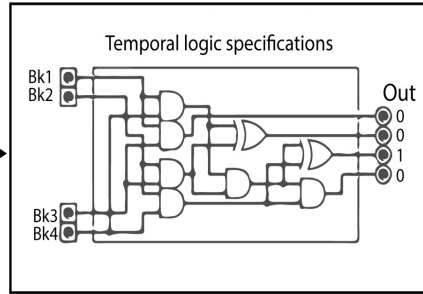 Temporal logic specifications
Bk1
Bk2
Out
0
0
1
0
Bk3
Bk4